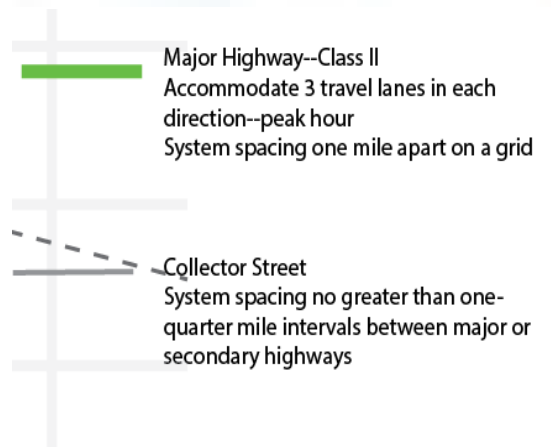 Major Highway--Class II
Accommodate 3 travel lanes in each
direction--peak hour
System spacing one mile apart on a grid
Collector Street
System spacing no greater than one-
quarter mile intervals between major or
secondary highways